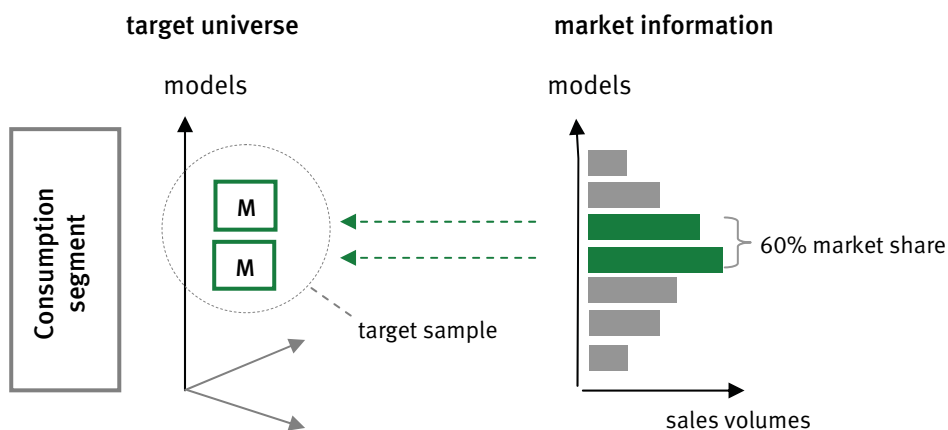 target universe
market information
models
models
Consumption
segment
M
M
60% market share
target sample
sales volumes